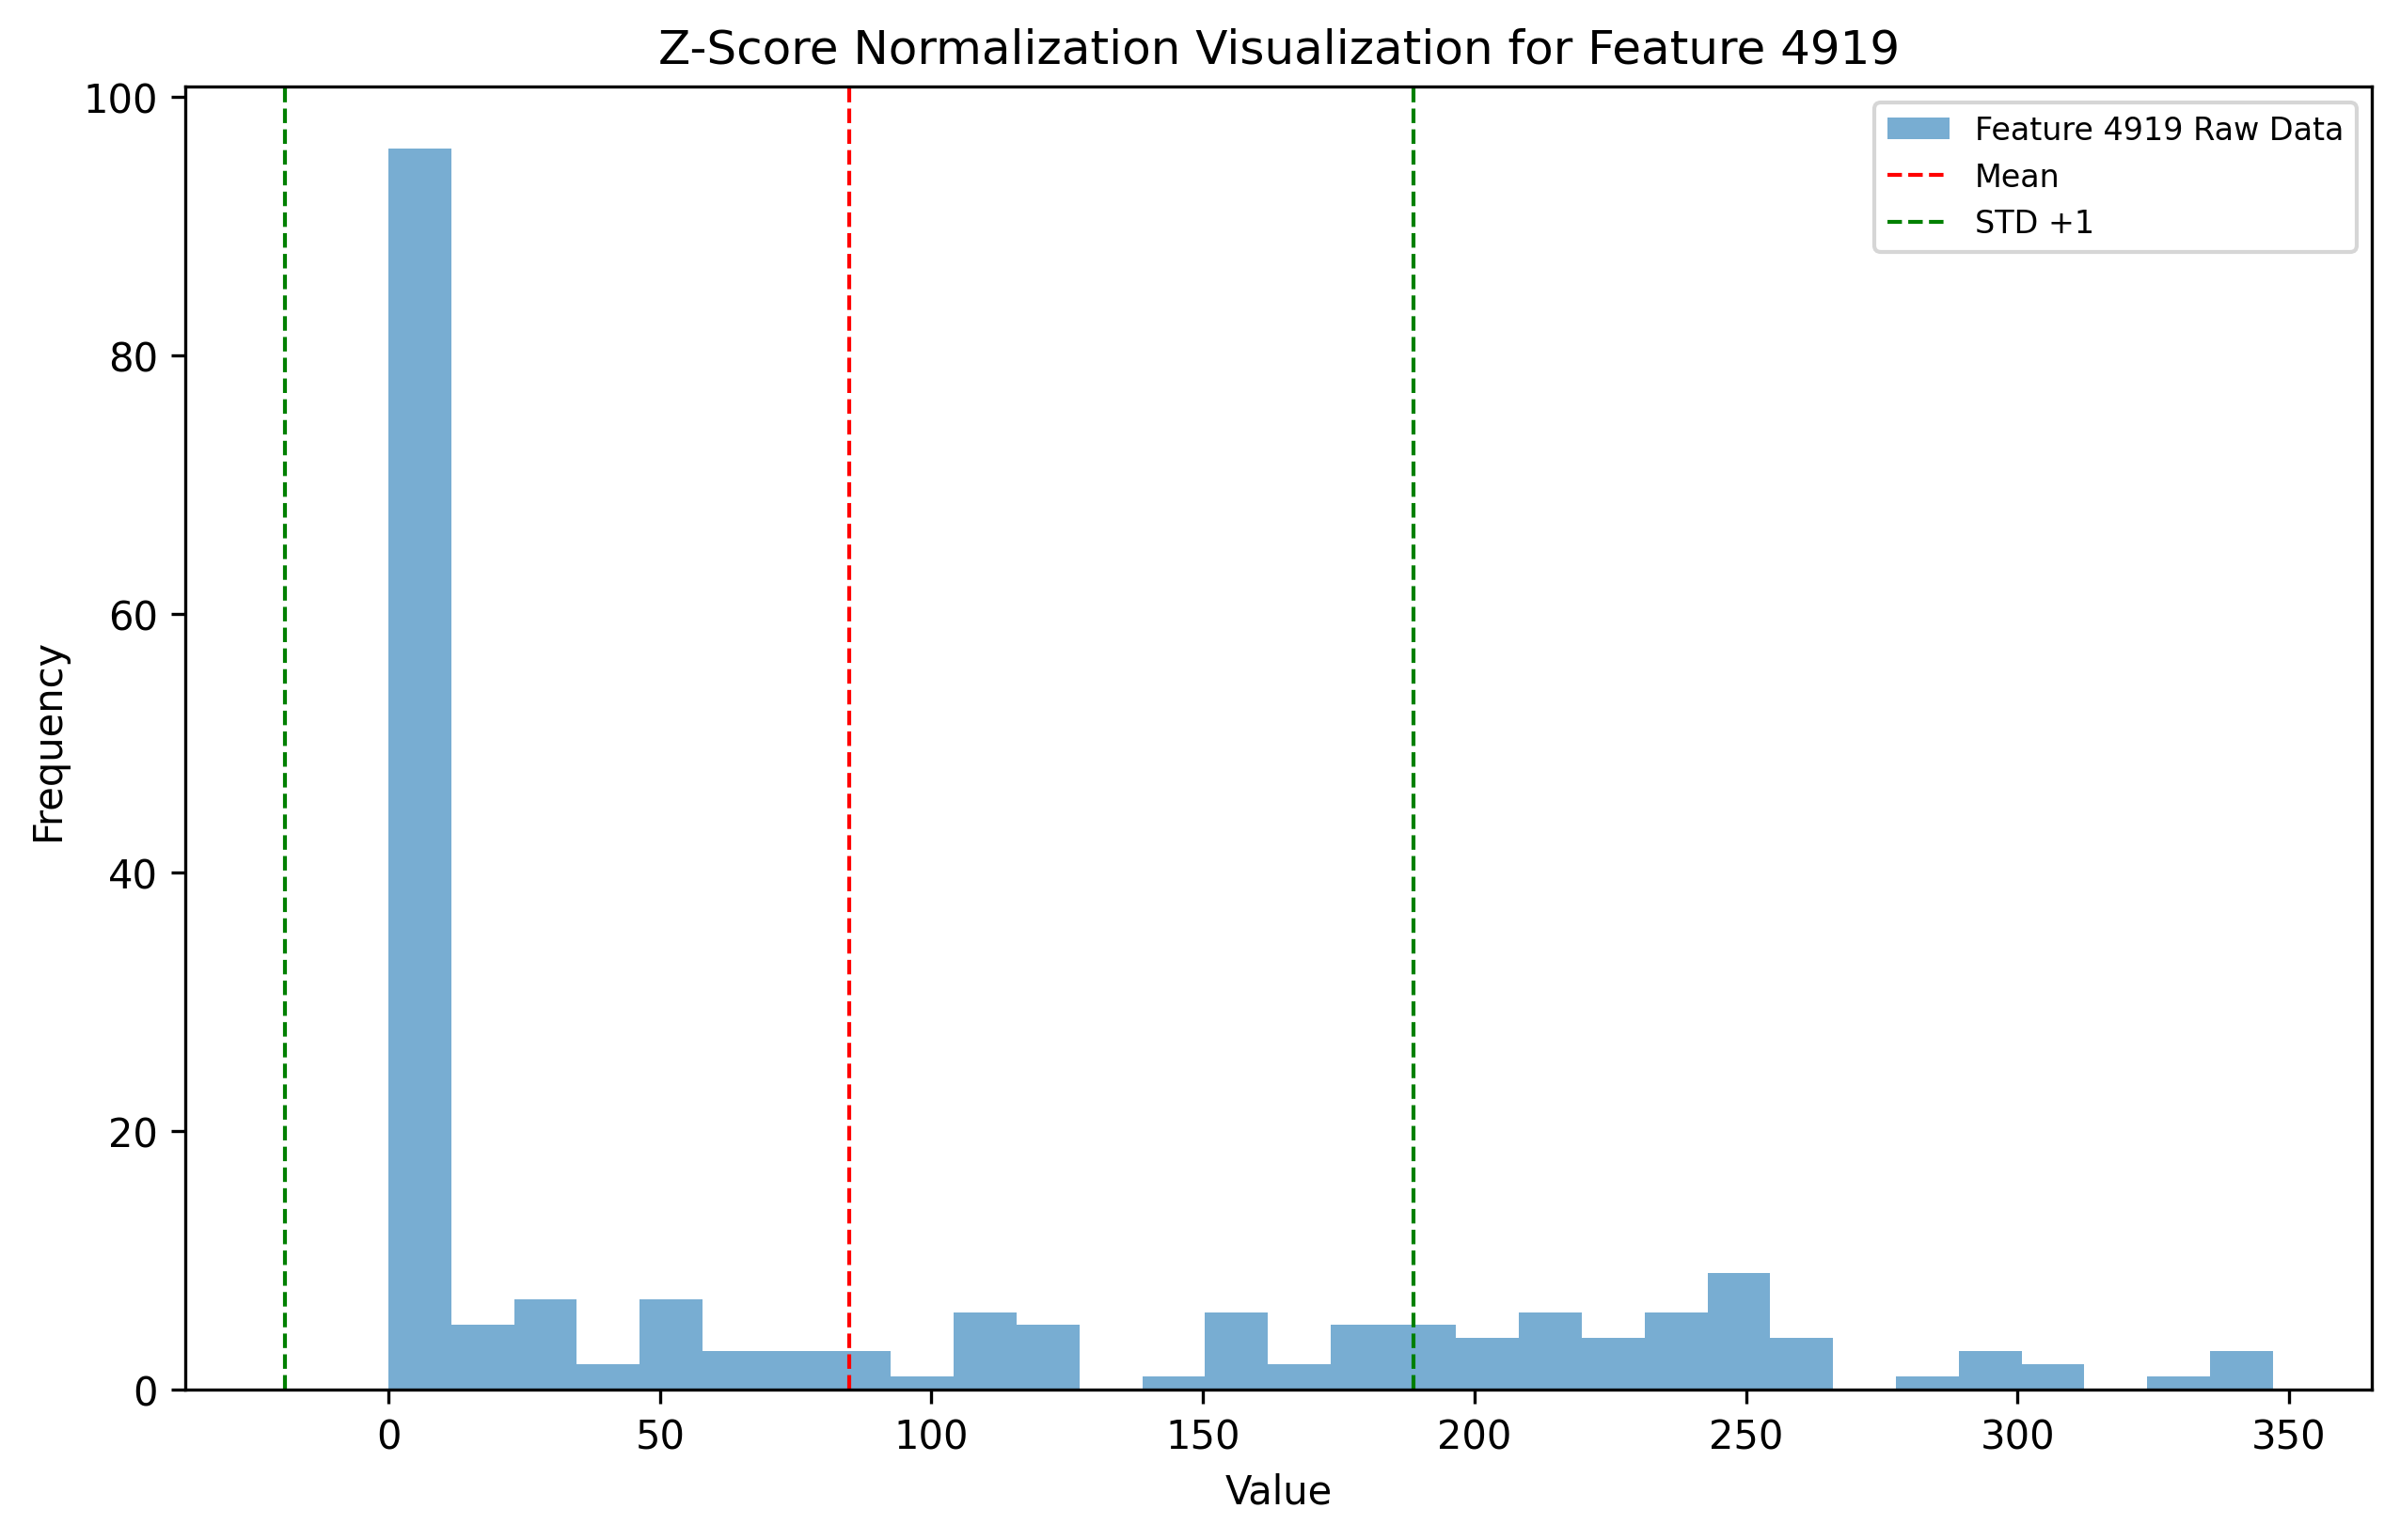 Z-Score Normalization Visualization for Feature 4919
Feature 4919 Raw Data
Mean
STD +1
100
80
60
40
20
0
Frequency
0 50 100 150 200 250 300 350
Value